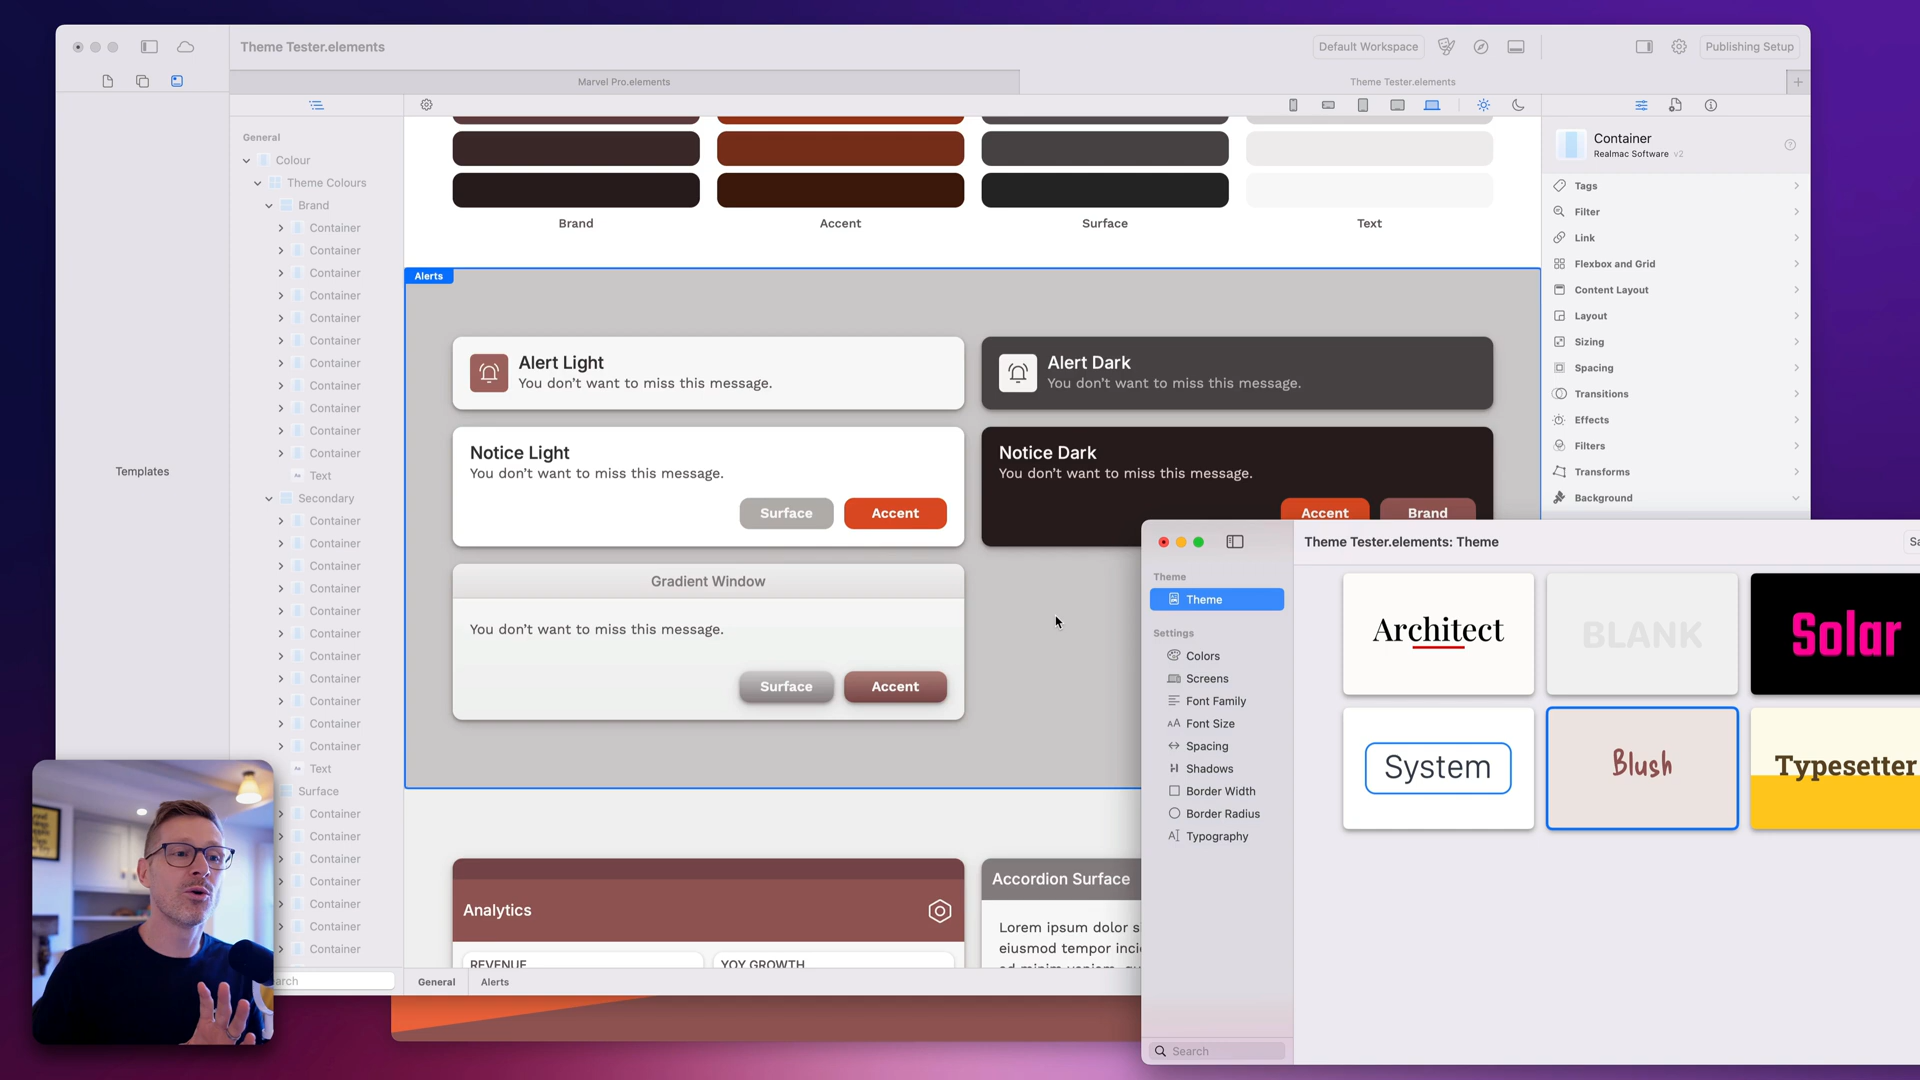 Theme Tester.elements
Default Workspace
Publishing Setup
Marvel Pro.elements
Theme Tester.elements
General
Colour
Theme Colours
Brand
Container
Container
Container
Container
Container
Container
Container
Container
Container
Container
Container
Text
Secondary
Container
Container
Container
Container
Container
Container
Container
Container
Container
Container
Container
Text
Surface
Container
Container
Container
Container
Container
Container
Container
Templates
Brand
Accent
Surface
Text
Alerts
Alert Light
You don't want to miss this message.
Alert Dark
You don't want to miss this message.
Notice Light
You don't want to miss this message.
Surface
Accent
Notice Dark
You don't want to miss this message.
Accent
Brand
Gradient Window
You don't want to miss this message.
Surface
Accent
Analytics
REVENUE
YOY GROWTH
Accordion Surface
Lorem ipsum dolor s
eiusmod tempor inci
General
Alerts
Container
Realmac Software v2
Tags
Filter
Link
Flexbox and Grid
Content Layout
Layout
Sizing
Spacing
Transitions
Effects
Filters
Transforms
Background
Theme Tester.elements: Theme
Theme
Theme
Settings
Colors
Screens
Font Family
Font Size
Spacing
Shadows
Border Width
Border Radius
Typography
Search
Architect
BLANK
Solar
System
Blush
Typesetter